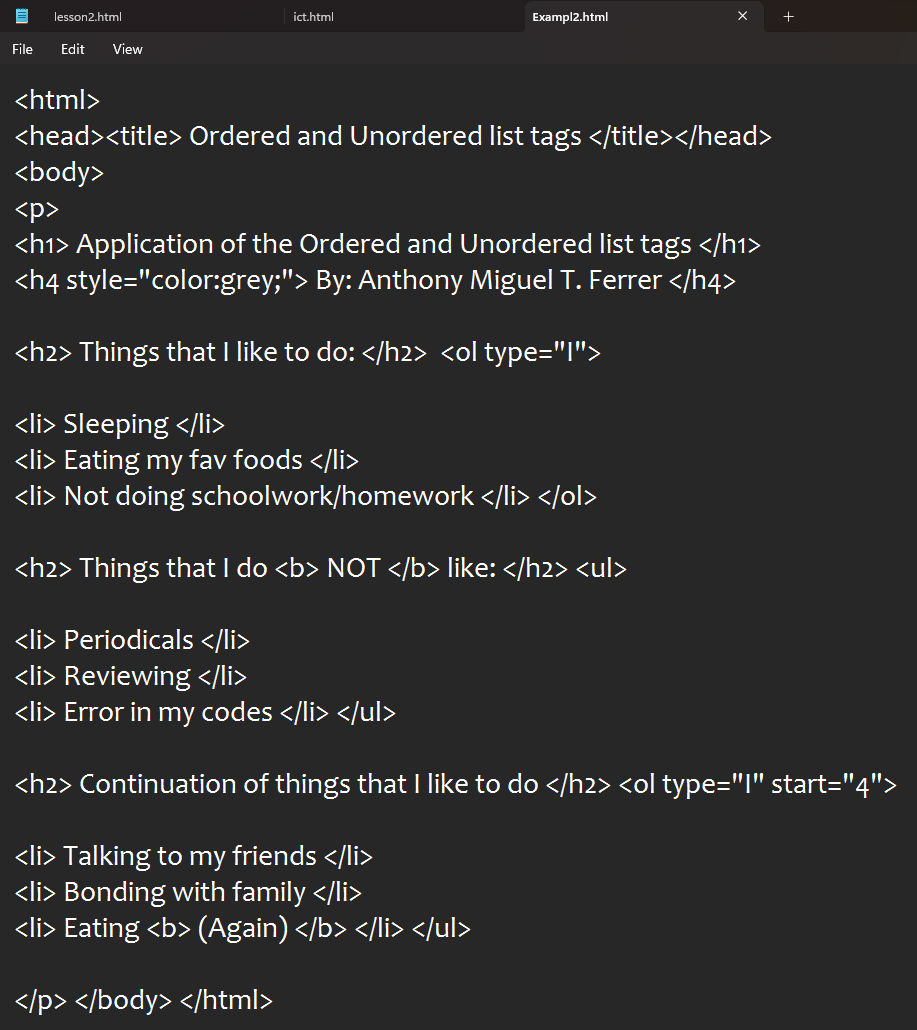 lesson2.html ict.html Exampl2.html
File Edit View
<html>
<head><title> Ordered and Unordered list tags </title></head>
<body>
<p>
<h1> Application of the Ordered and Unordered list tags </h1>
<h4 style="color:grey;"> By: Anthony Miguel T. Ferrer </h4>
<h2> Things that I like to do: </h2>  <ol type="I">
<li> Sleeping </li>
<li> Eating my fav foods </li>
<li> Not doing schoolwork/homework </li> </ol>
<h2> Things that I do <b> NOT </b> like: </h2> <ul>
<li> Periodicals </li>
<li> Reviewing </li>
<li> Error in my codes </li> </ul>
<h2> Continuation of things that I like to do </h2> <ol type="I" start="4">
<li> Talking to my friends </li>
<li> Bonding with family </li>
<li> Eating <b> (Again) </b> </li> </ul>
</p> </body> </html>